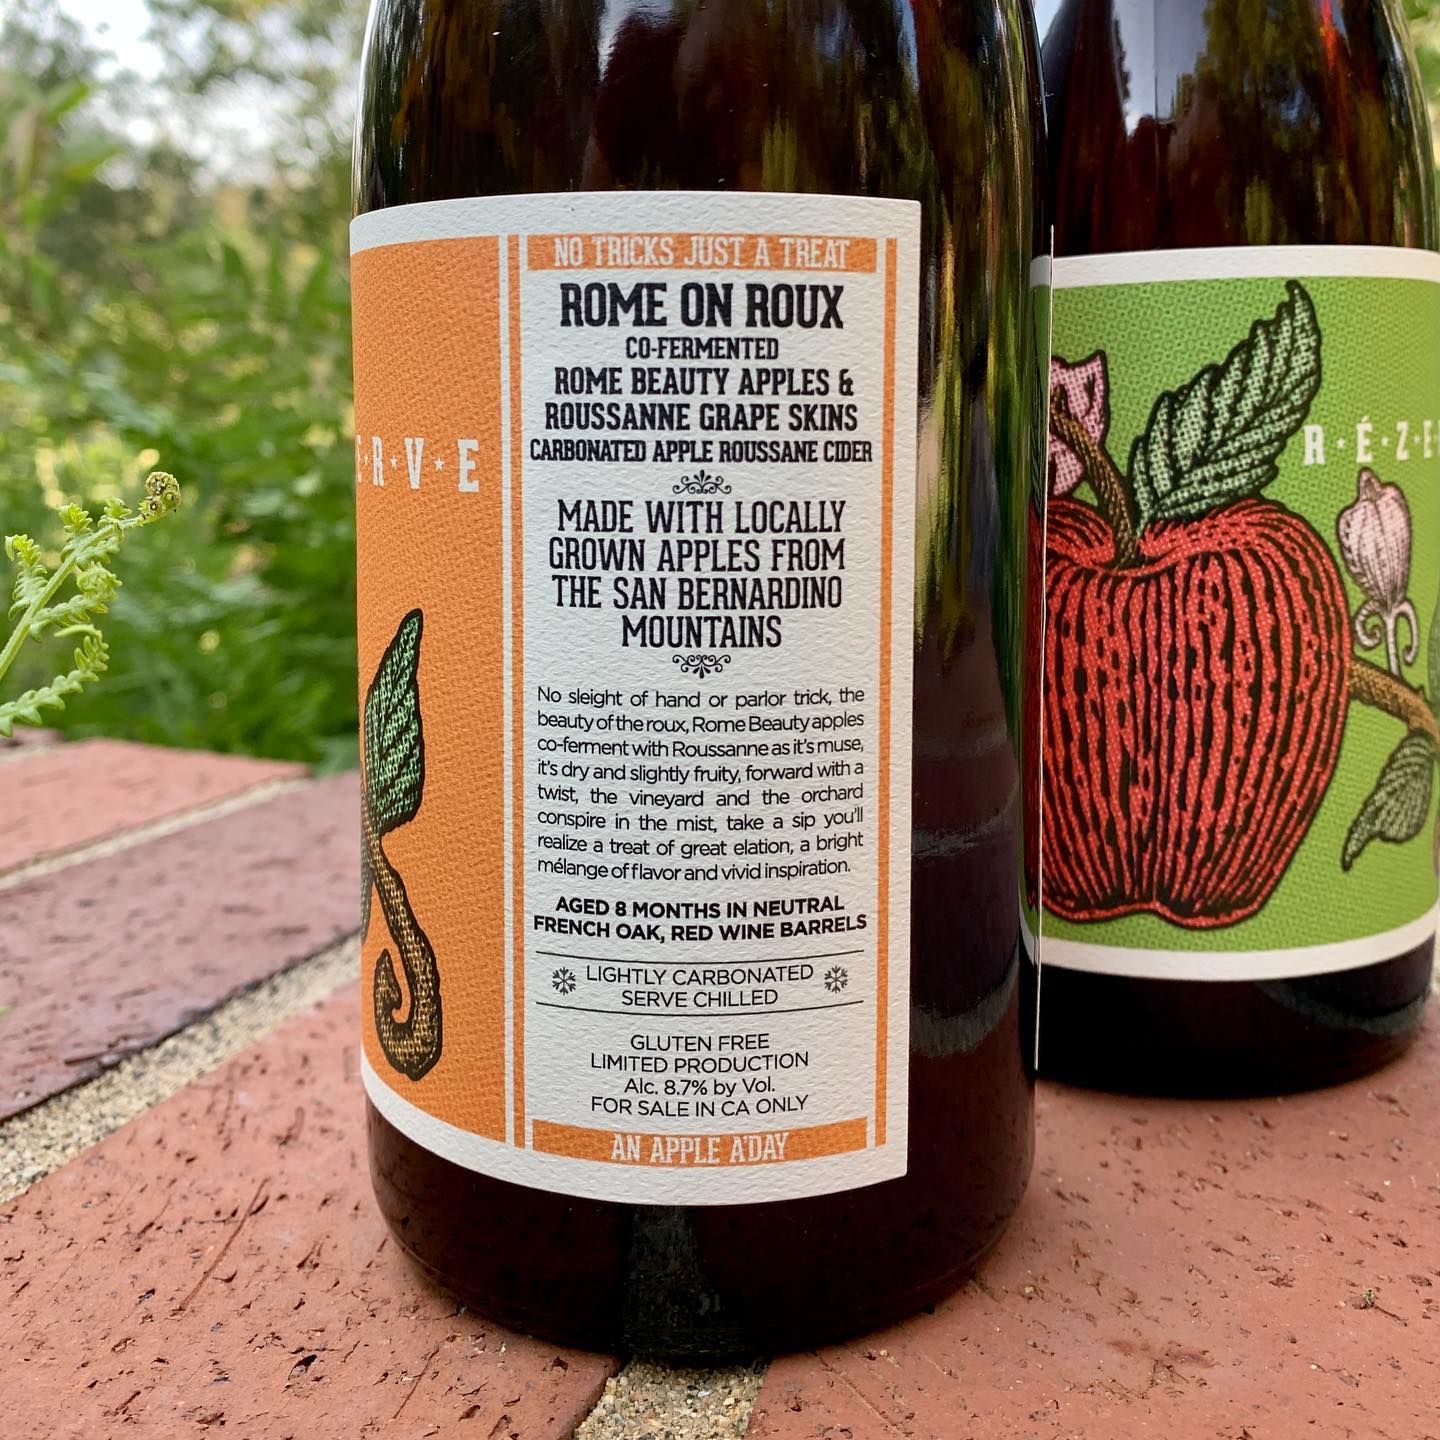 NO TRICKS JUST A TREAT
ROME ON ROUX
CO-FERMENTED
ROME BEAUTY APPLES &
ROUSSANNE GRAPE SKINS
CARBONATED APPLE ROUSSANE CIDER
MADE WITH LOCALLY
GROWN APPLES FROM
THE SAN BERNARDINO
MOUNTAINS
No sleight of hand or parlor trick, the
beauty of the roux, Rome Beauty apples
co-ferment with Roussanne as it's muse,
it's dry and slightly fruity, forward with a
twist, the vineyard and the orchard
conspire in the mist, take a sip you'll
realize a treat of great elation, a bright
mélange of flavor and vivid inspiration.
AGED 8 MONTHS IN NEUTRAL
FRENCH OAK, RED WINE BARRELS
LIGHTLY CARBONATED
SERVE CHILLED
GLUTEN FREE
LIMITED PRODUCTION
Alc. 8.7% by Vol.
FOR SALE IN CA ONLY
AN APPLE A'DAY
E★R★V★E
R·É·Z·E